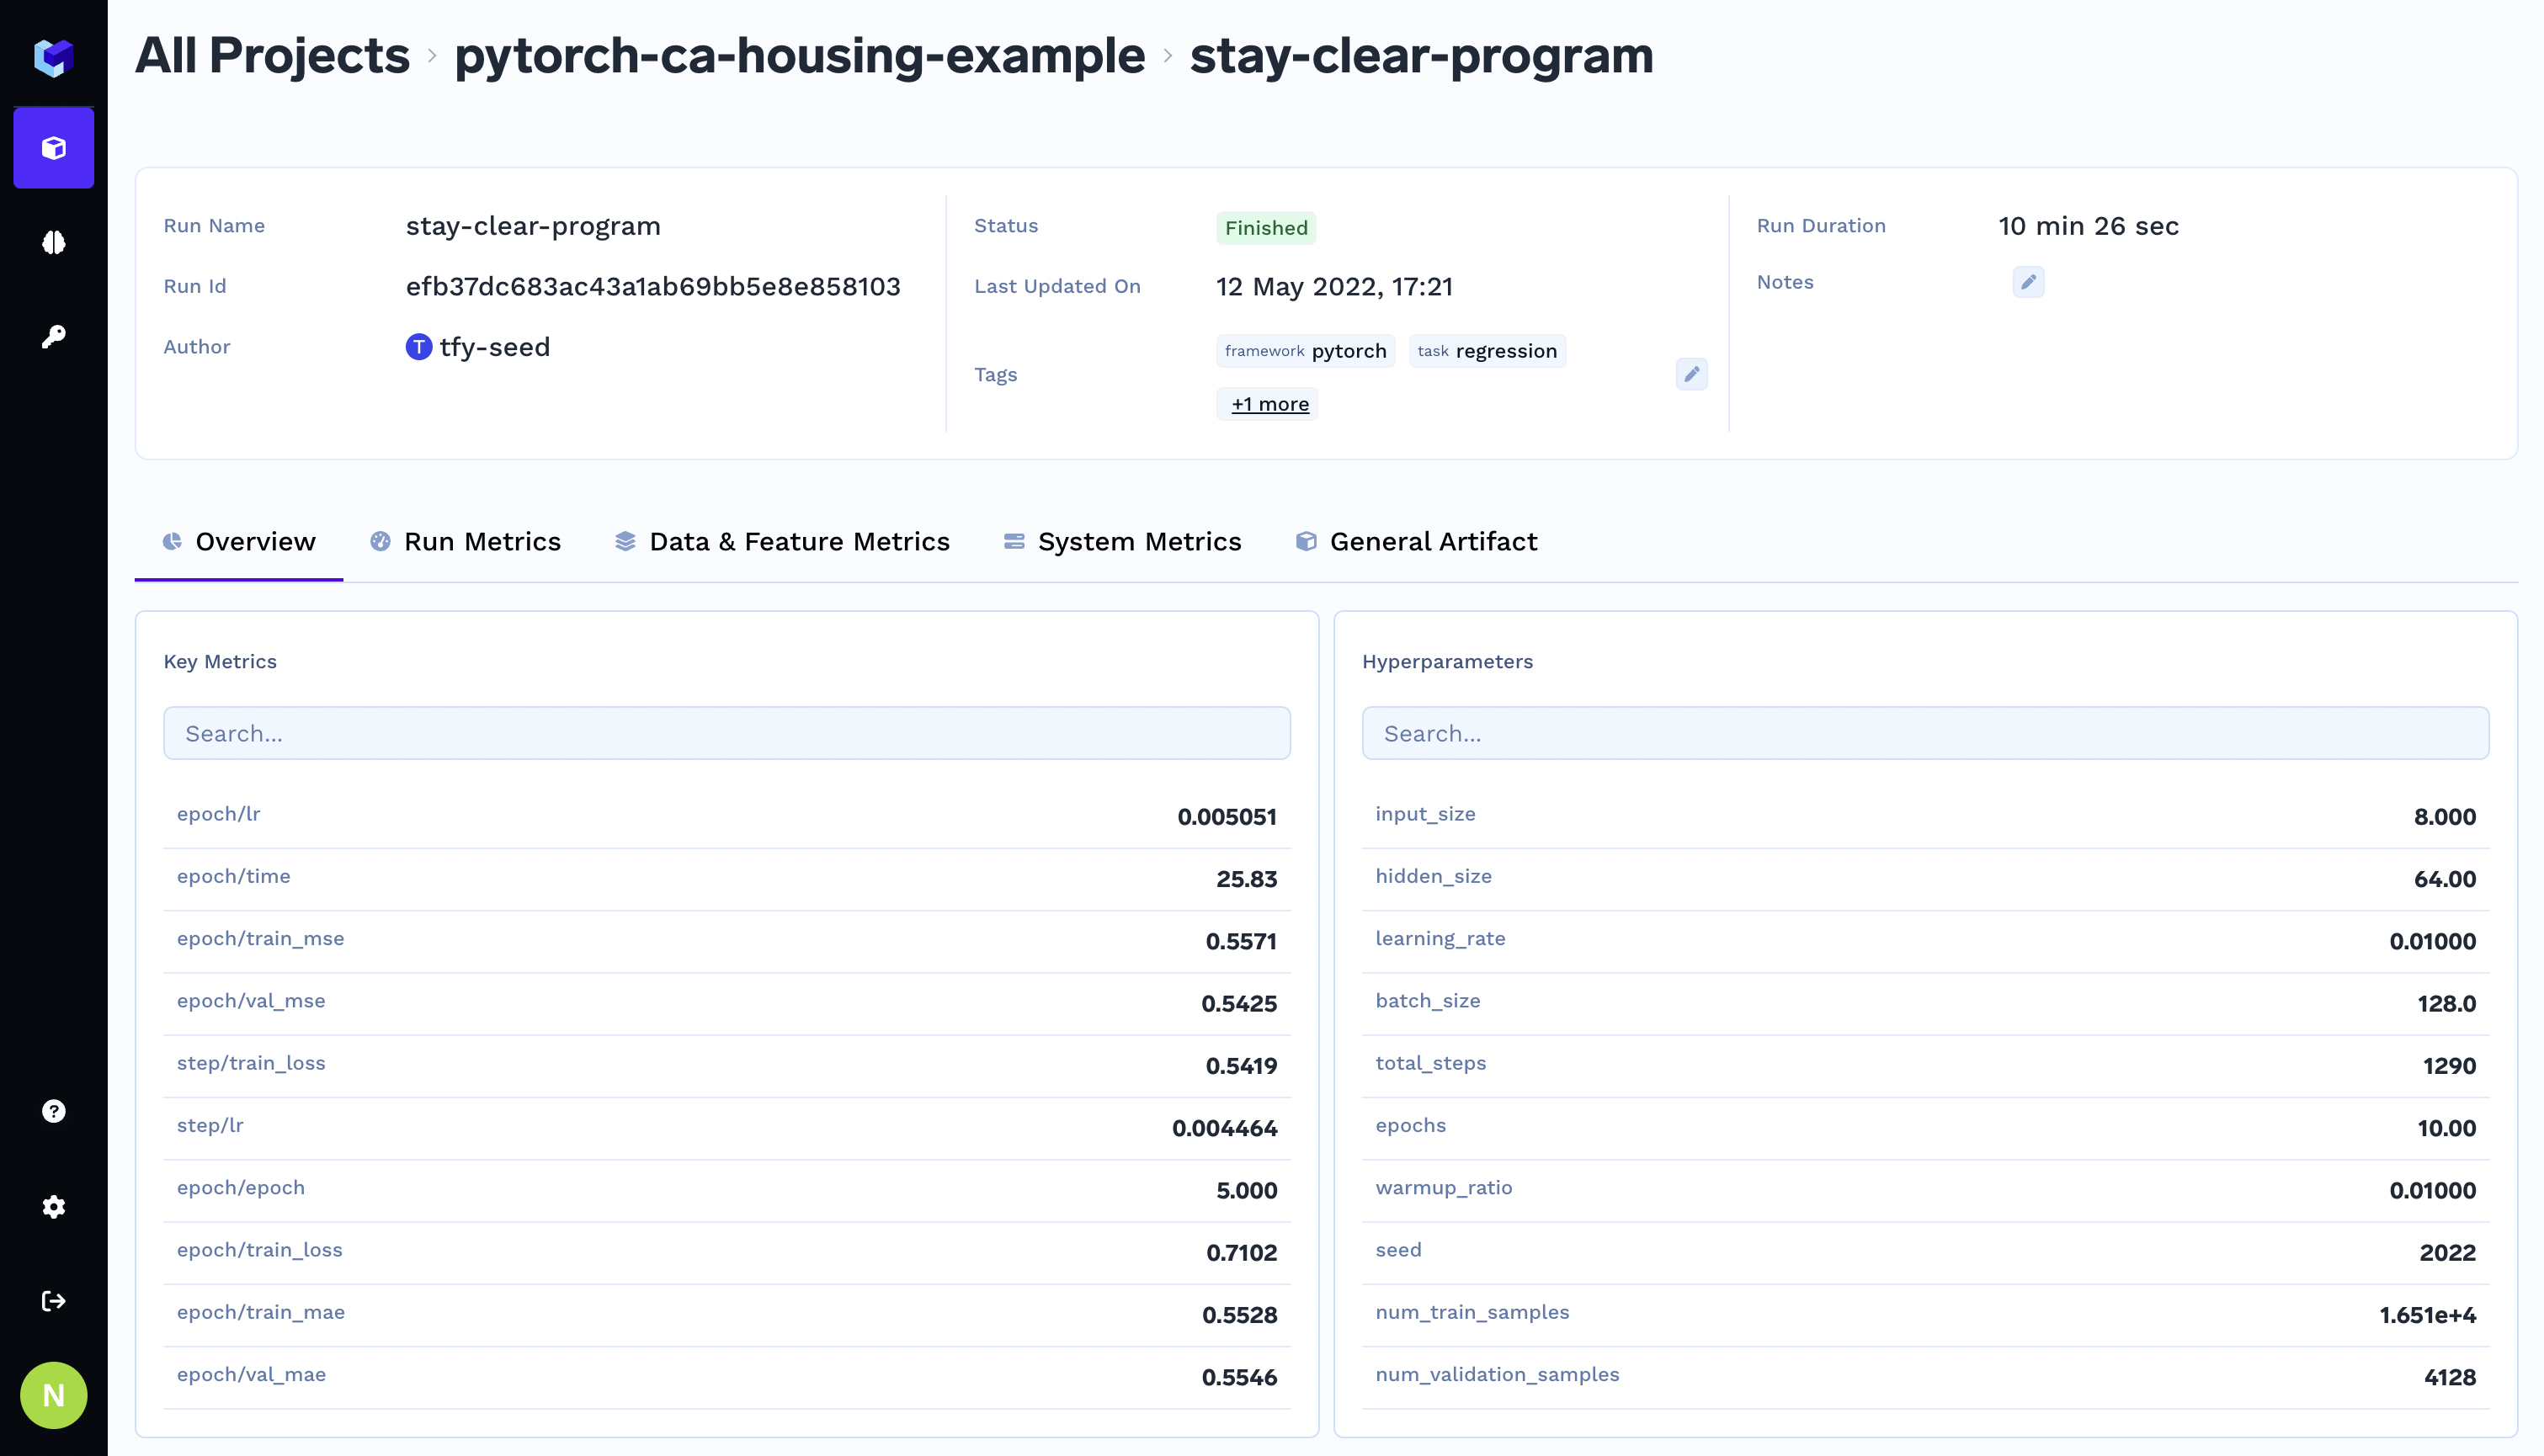 All Projects > pytorch-ca-housing-example > stay-clear-program
Run Name stay-clear-program
Run Id efb37dc683ac43a1ab69bb5e8e858103
Author T tfy-seed
Status Finished
Last Updated On 12 May 2022, 17:21
Tags framework pytorch task regression
+1 more
Run Duration 10 min 26 sec
Notes
Overview Run Metrics Data & Feature Metrics System Metrics General Artifact
Key Metrics
Search...
epoch/lr 0.005051
epoch/time 25.83
epoch/train_mse 0.5571
epoch/val_mse 0.5425
step/train_loss 0.5419
step/lr 0.004464
epoch/epoch 5.000
epoch/train_loss 0.7102
epoch/train_mae 0.5528
epoch/val_mae 0.5546
Hyperparameters
Search...
input_size 8.000
hidden_size 64.00
learning_rate 0.01000
batch_size 128.0
total_steps 1290
epochs 10.00
warmup_ratio 0.01000
seed 2022
num_train_samples 1.651e+4
num_validation_samples 4128
?
N